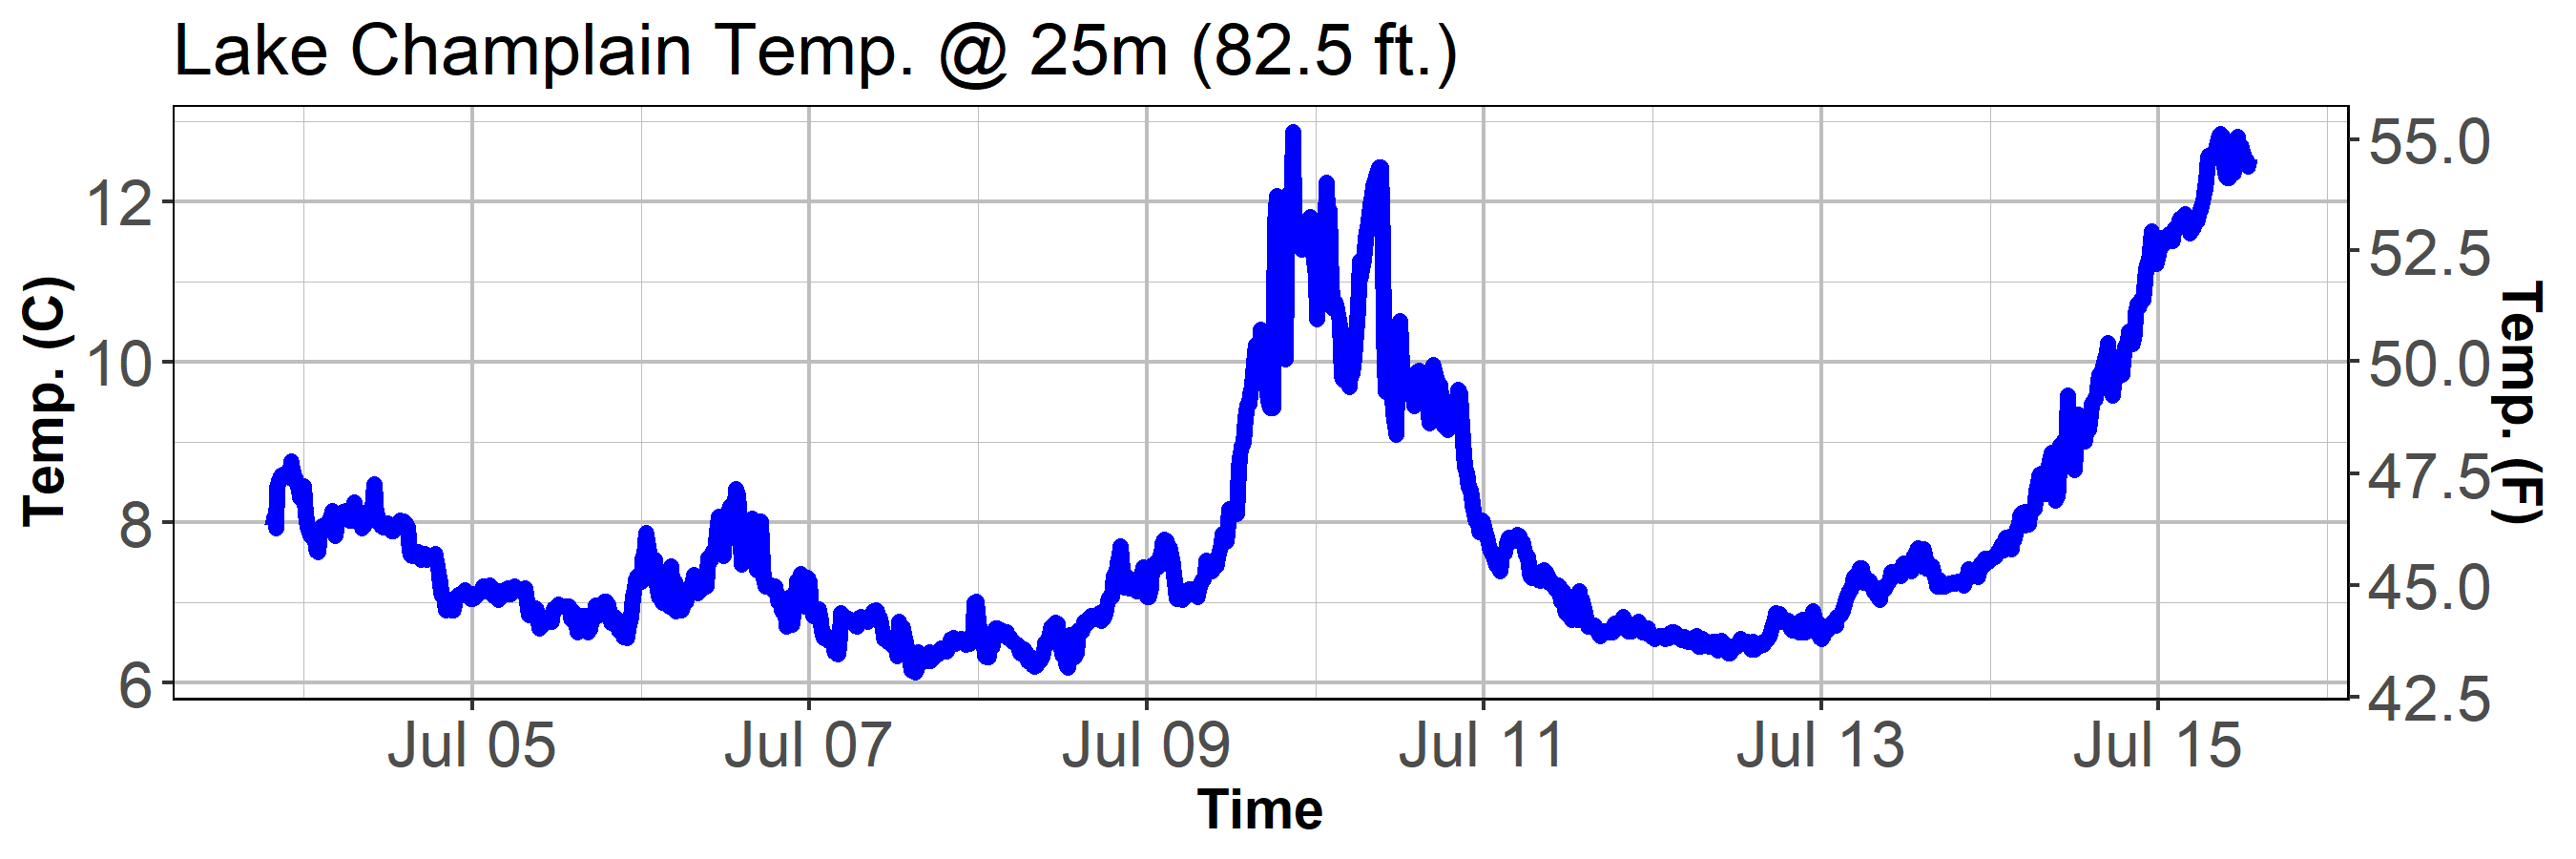 Lake Champlain Temp. @ 25m (82.5 ft.)
Temp. (C)
12
10
8
6
55.0
52.5
50.0
47.5
45.0
42.5
Temp. (F)
Jul 05 Jul 07 Jul 09 Jul 11 Jul 13 Jul 15
Time